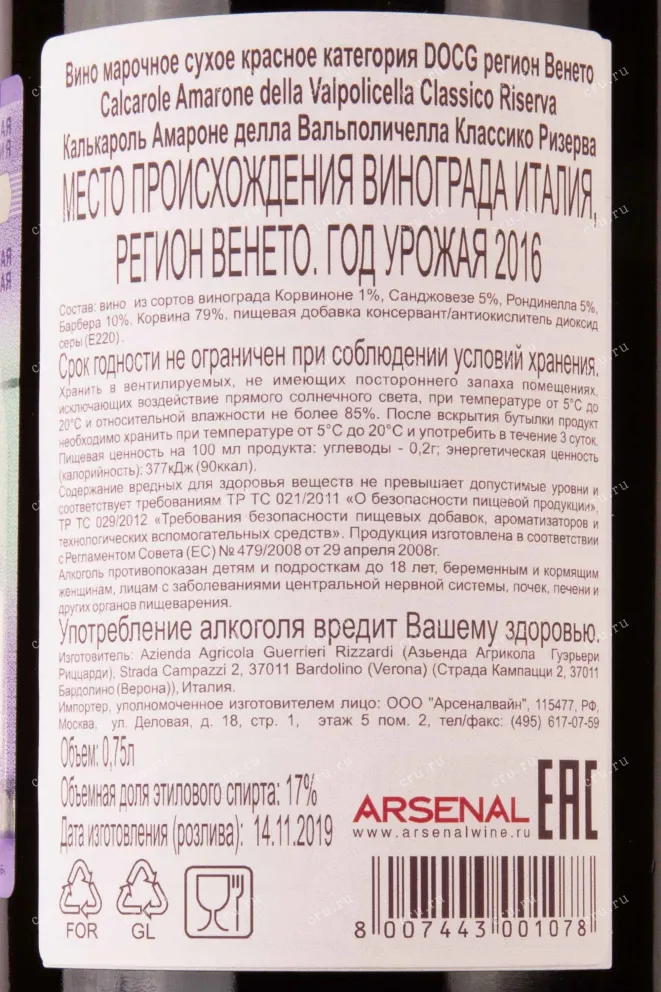 Вино марочное сухое красное категория DOCG регион Венето
Calcarole Amarone della Valpolicella Classico Riserva
Калькароль Амароне делла Вальполичелла Классико Ризерва
МЕСТО ПРОИСХОЖДЕНИЯ ВИНОГРАДА ИТАЛИЯ,
РЕГИОН ВЕНЕТО. ГОД УРОЖАЯ 2016
Состав: вино из сортов винограда Корвиноне 1%, Санджовезе 5%, Рондинелла 5%,
Барбера 10%, Корвина 79%, пищевая добавка консервант/антиокислитель диоксид
серы (E220).
Срок годности не ограничен при соблюдении условий хранения.
Хранить в вентилируемых, не имеющих постороннего запаха помещениях,
исключающих воздействие прямого солнечного света, при температуре от 5°C до
20°C и относительной влажности не более 85%. После вскрытия бутылки продукт
необходимо хранить при температуре от 5°C до 20°C и употребить в течение 3 суток.
Пищевая ценность на 100 мл продукта: углеводы - 0,2г; энергетическая ценность
(калорийность): 377кДж (90ккал).
Содержание вредных для здоровья веществ не превышает допустимые уровни и
соответствует требованиям ТР ТС 021/2011 «О безопасности пищевой продукции»,
ТР ТС 029/2012 «Требования безопасности пищевых добавок, ароматизаторов и
технологических вспомогательных средств». Продукция изготовлена в соответствии
с Регламентом Совета (ЕС) №479/2008 от 29 апреля 2008г.
Алкоголь противопоказан детям и подросткам до 18 лет, беременным и кормящим
женщинам, лицам с заболеваниями центральной нервной системы, почек, печени и
других органов пищеварения.
Употребление алкоголя вредит Вашему здоровью.
Изготовитель: Azienda Agricola Guerrieri Rizzardi (Азьенда Агрикола Гуэрьери
Риццарди), Strada Campazzi 2, 37011 Bardolino (Verona) (Страда Кампацци 2, 37011
Бардолино (Верона)), Италия.
Импортер, уполномоченное изготовителем лицо: ООО "Арсеналвайн", 115477, РФ,
Москва, ул. Деловая, д. 18, стр. 1, этаж 5 пом. 2, тел/факс: (495) 617-07-59
Объем: 0,75л
Объемная доля этилового спирта: 17%
Дата изготовления (розлива): 14.11.2019
ARSENAL
www.arsenalwine.ru
EAC
FOR
GL
8 007443 001078
cru.ru